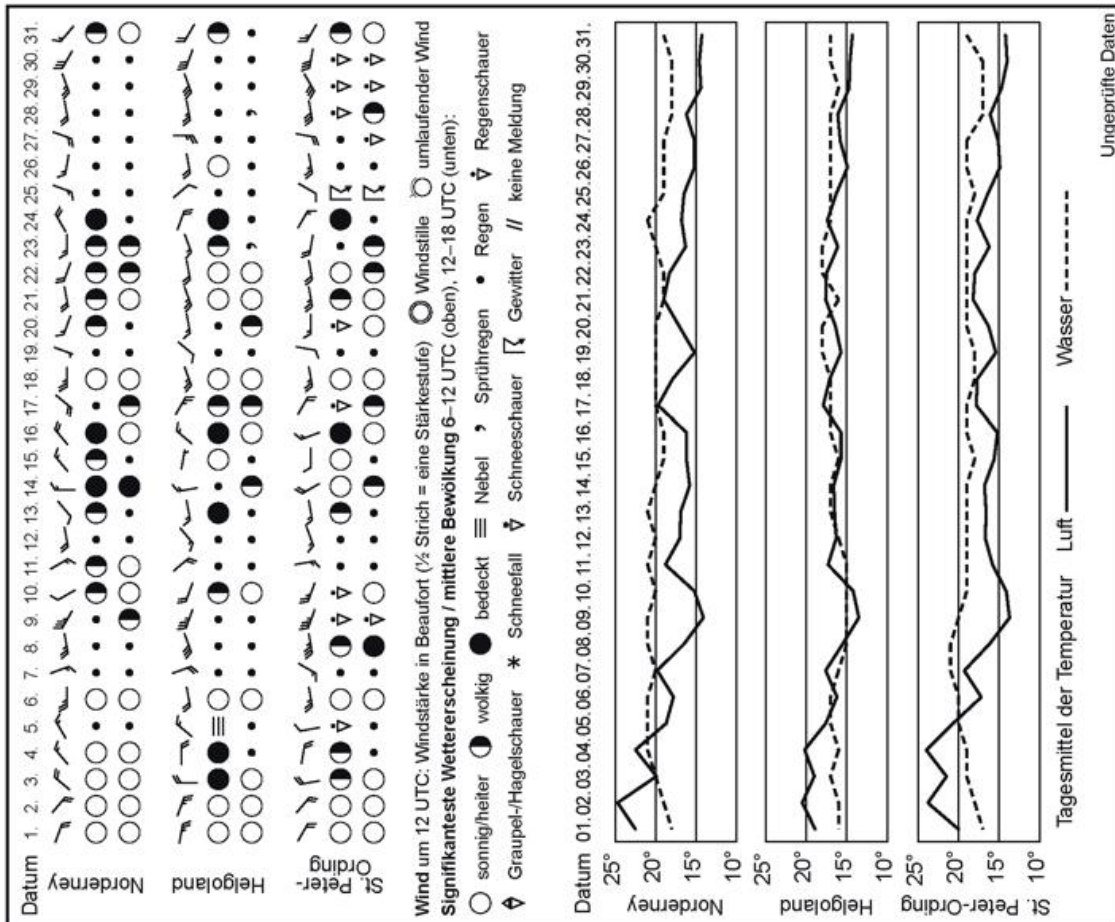 Datum 1. 2. 3. 4. 5. 6. 7. 8. 9. 10. 11. 12. 13. 14. 15. 16. 17. 18. 19. 20. 21. 22. 23. 24. 25. 26. 27. 28. 29. 30. 31.
Norderney
Helgoland
St. Peter-
Ording
Wind um 12 UTC: Windstärke in Beaufort (½ Strich = eine Stärkestufe) Windstille umlaufender Wind
Signifikanteste Wettererscheinung / mittlere Bewölkung 6–12 UTC (oben), 12–18 UTC (unten):
sonnig/heiter wolkig bedeckt Nebel Sprühregen Regen Regenschauer
Graupel-/Hagelschauer Schneefall Schneeschauer Gewitter // keine Meldung
Datum 01. 02. 03. 04. 05. 06. 07. 08. 09. 10. 11. 12. 13. 14. 15. 16. 17. 18. 19. 20. 21. 22. 23. 24. 25. 26. 27. 28. 29. 30. 31.
25°
20°
15°
10°
Norderney
25°
20°
15°
10°
Helgoland
25°
20°
15°
10°
St. Peter-Ording
Tagesmittel der Temperatur Luft Wasser
Ungeprüfte Daten